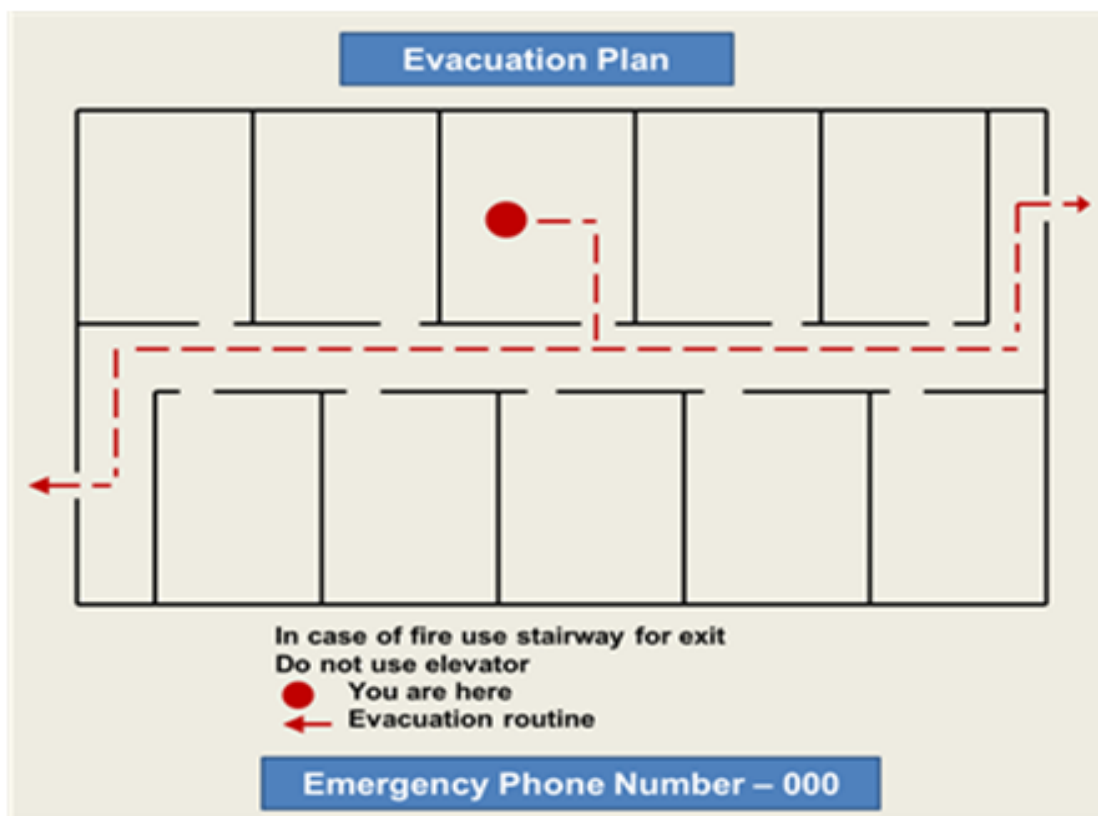 Evacuation Plan
In case of fire use stairway for exit
Do not use elevator
You are here
Evacuation routine
Emergency Phone Number – 000